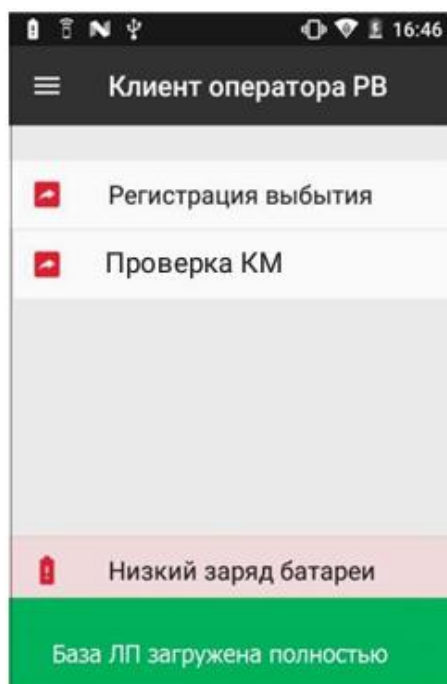 16:46
Клиент оператора РВ
Регистрация выбытия
Проверка КМ
Низкий заряд батареи
База ЛП загружена полностью